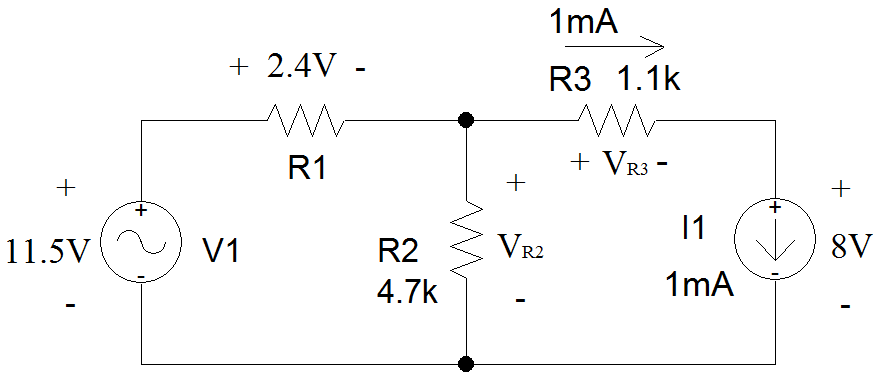 1mA
+ 2.4V -
R3 1.1k
R1
+ VR3 -
+
+
+
+
+
11.5V
V1
R2
4.7k
VR2
I1
1mA
8V
-
-
-
-
-